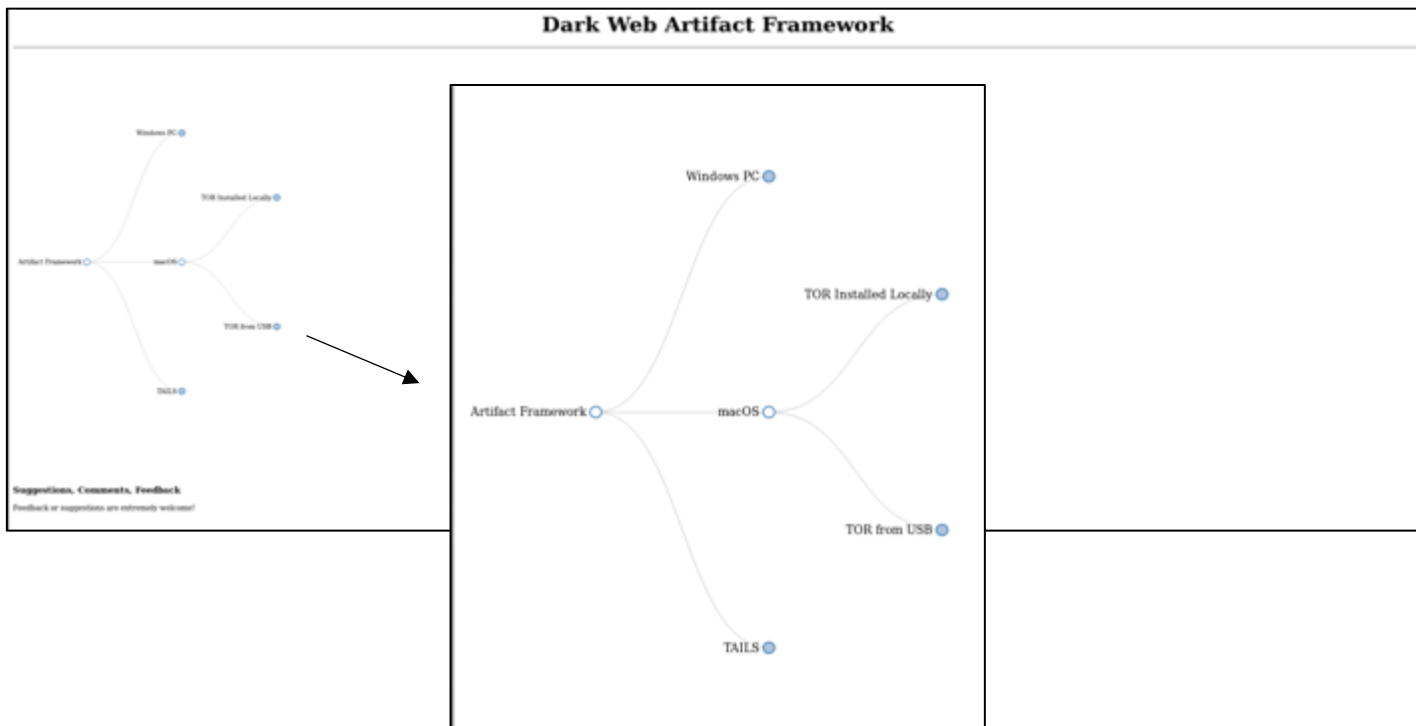 Dark Web Artifact Framework
Windows PC
TOR Installed Locally
Artifact Framework
macOS
TOR from USB
TAILS
Suggestions, Comments, Feedback
Feedback or suggestions are extremely welcome!
Windows PC
TOR Installed Locally
Artifact Framework
macOS
TOR from USB
TAILS